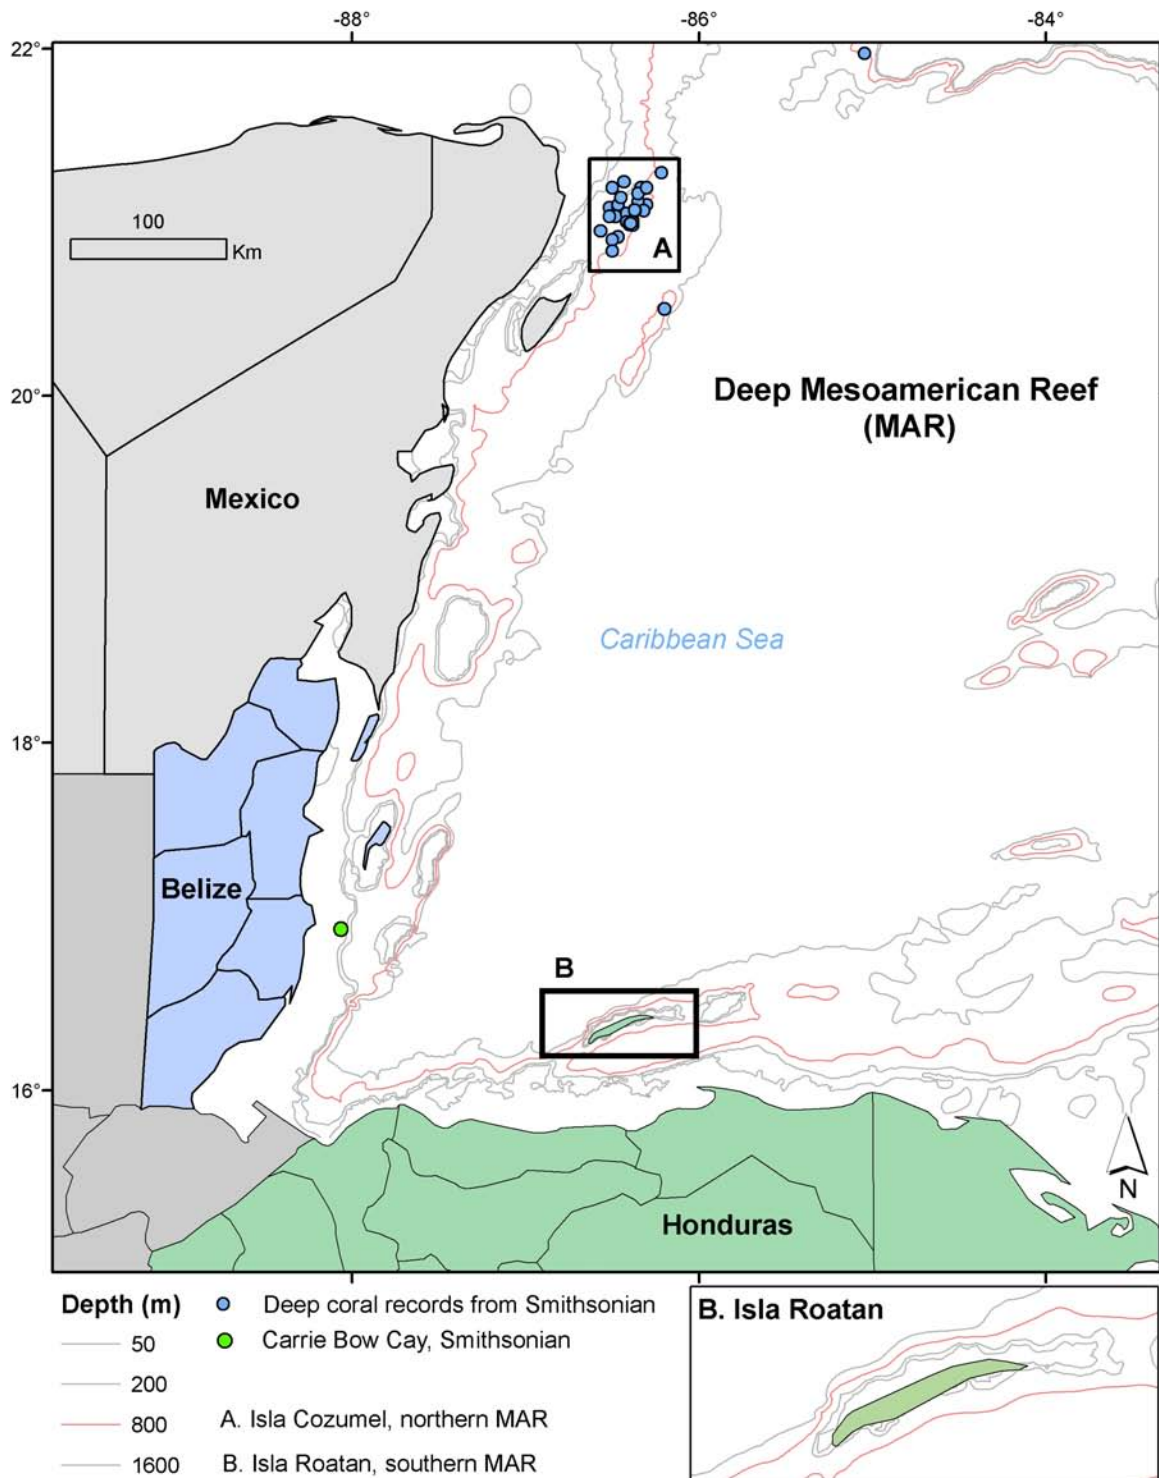 -88°
-86°
-84°
22°
100
Km
A
20°
Deep Mesoamerican Reef
(MAR)
Mexico
Caribbean Sea
18°
Belize
B
16°
N
Honduras
Depth (m)
50
200
800
1600
Deep coral records from Smithsonian
Carrie Bow Cay, Smithsonian
A. Isla Cozumel, northern MAR
B. Isla Roatan, southern MAR
B. Isla Roatan